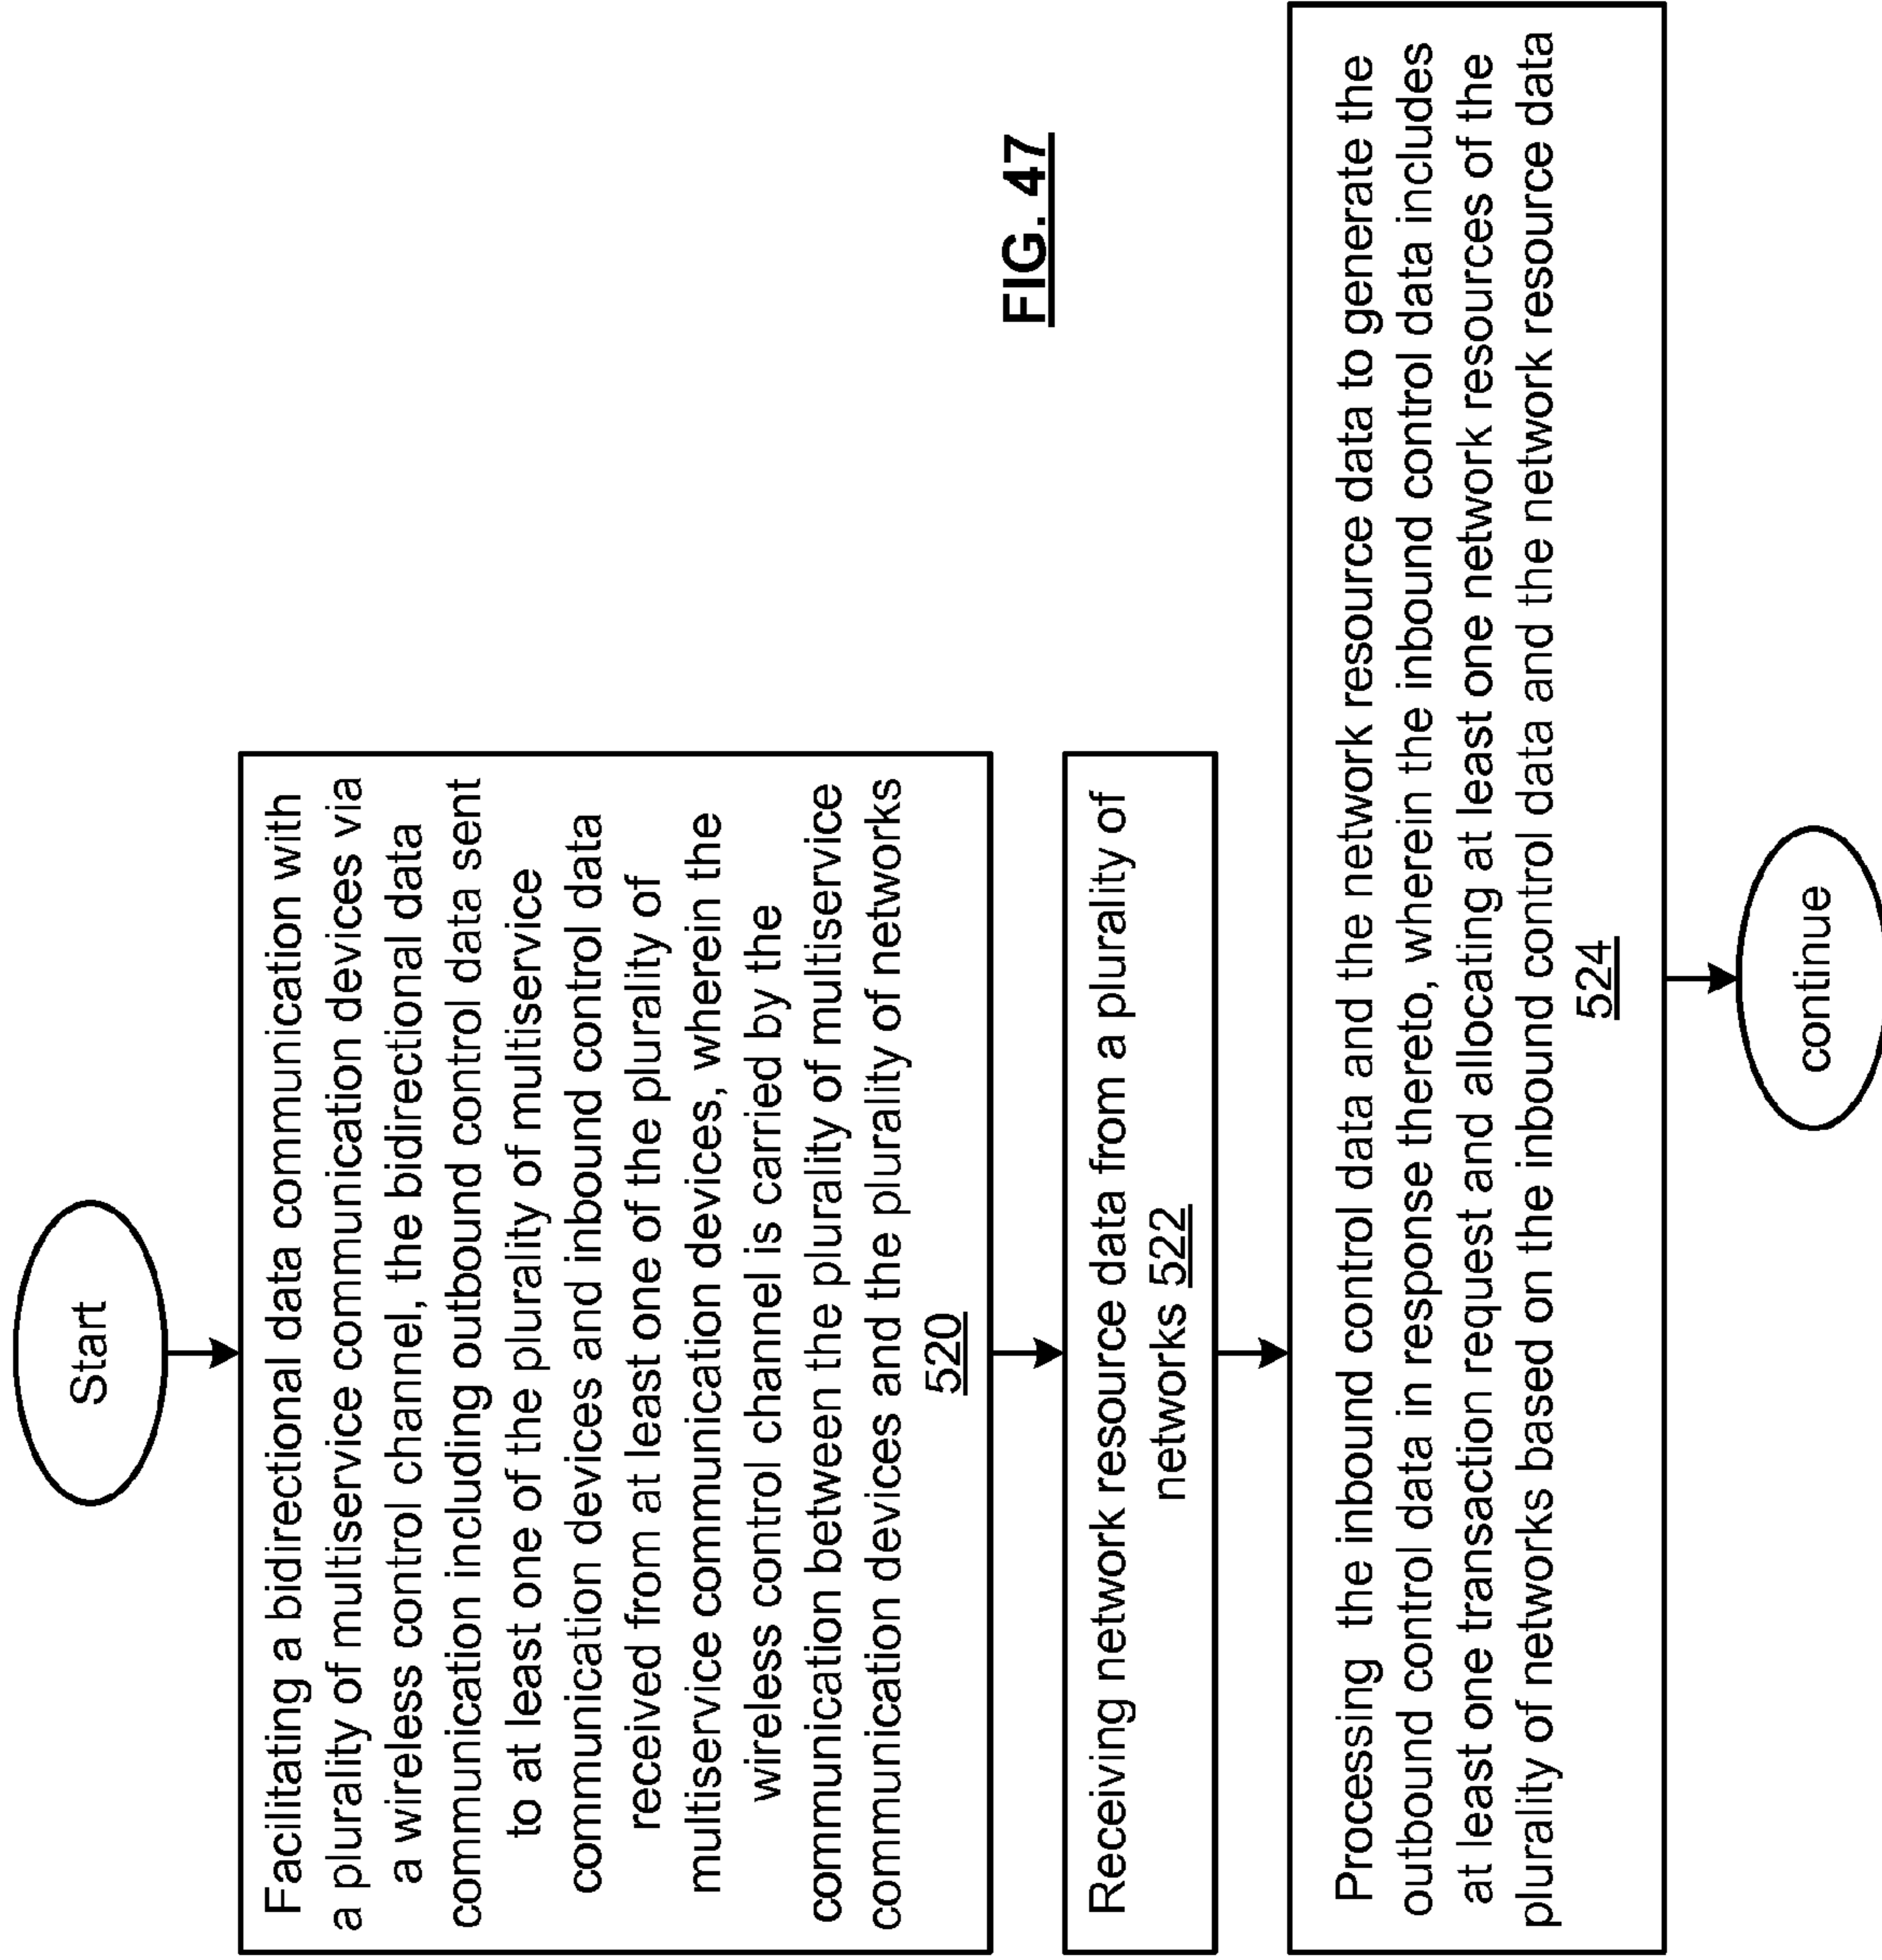 Start
Facilitating a bidirectional data communication with
a plurality of multiservice communication devices via
a wireless control channel, the bidirectional data
communication including outbound control data sent
to at least one of the plurality of multiservice
communication devices and inbound control data
received from at least one of the plurality of
multiservice communication devices, wherein the
wireless control channel is carried by the
communication between the plurality of multiservice
communication devices and the plurality of networks
520
Receiving network resource data from a plurality of
networks 522
Processing the inbound control data and the network resource data to generate the
outbound control data in response thereto, wherein the inbound control data includes
at least one transaction request and allocating at least one network resources of the
plurality of networks based on the inbound control data and the network resource data
524
continue
FIG. 47